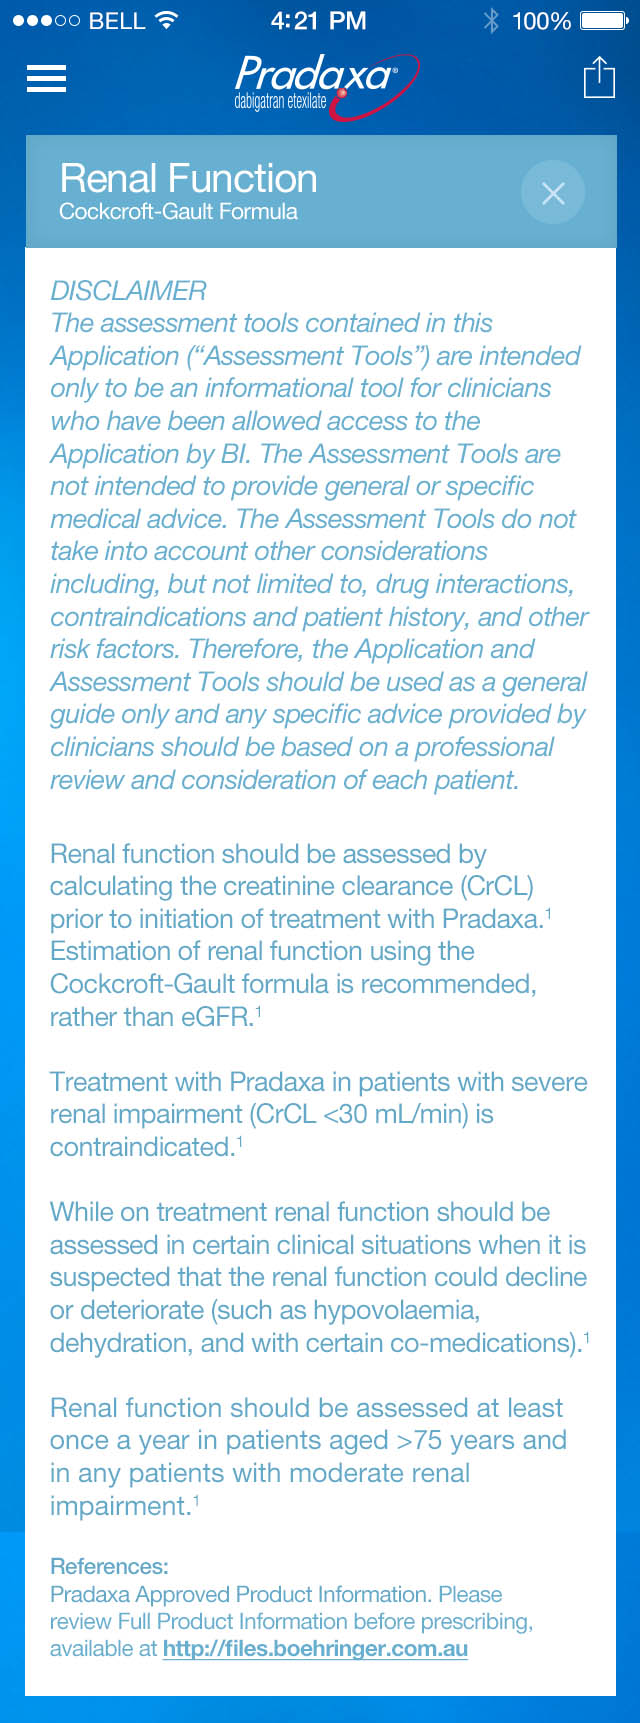 BELL 4:21 PM 100%
Pradaxa®
dabigatran etexilate
Renal Function
Cockcroft-Gault Formula
DISCLAIMER
The assessment tools contained in this
Application (“Assessment Tools”) are intended
only to be an informational tool for clinicians
who have been allowed access to the
Application by BI. The Assessment Tools are
not intended to provide general or specific
medical advice. The Assessment Tools do not
take into account other considerations
including, but not limited to, drug interactions,
contraindications and patient history, and other
risk factors. Therefore, the Application and
Assessment Tools should be used as a general
guide only and any specific advice provided by
clinicians should be based on a professional
review and consideration of each patient.
Renal function should be assessed by
calculating the creatinine clearance (CrCL)
prior to initiation of treatment with Pradaxa.¹
Estimation of renal function using the
Cockcroft-Gault formula is recommended,
rather than eGFR.¹
Treatment with Pradaxa in patients with severe
renal impairment (CrCL <30 mL/min) is
contraindicated.¹
While on treatment renal function should be
assessed in certain clinical situations when it is
suspected that the renal function could decline
or deteriorate (such as hypovolaemia,
dehydration, and with certain co-medications).¹
Renal function should be assessed at least
once a year in patients aged >75 years and
in any patients with moderate renal
impairment.¹
References:
Pradaxa Approved Product Information. Please
review Full Product Information before prescribing,
available at http://files.boehringer.com.au